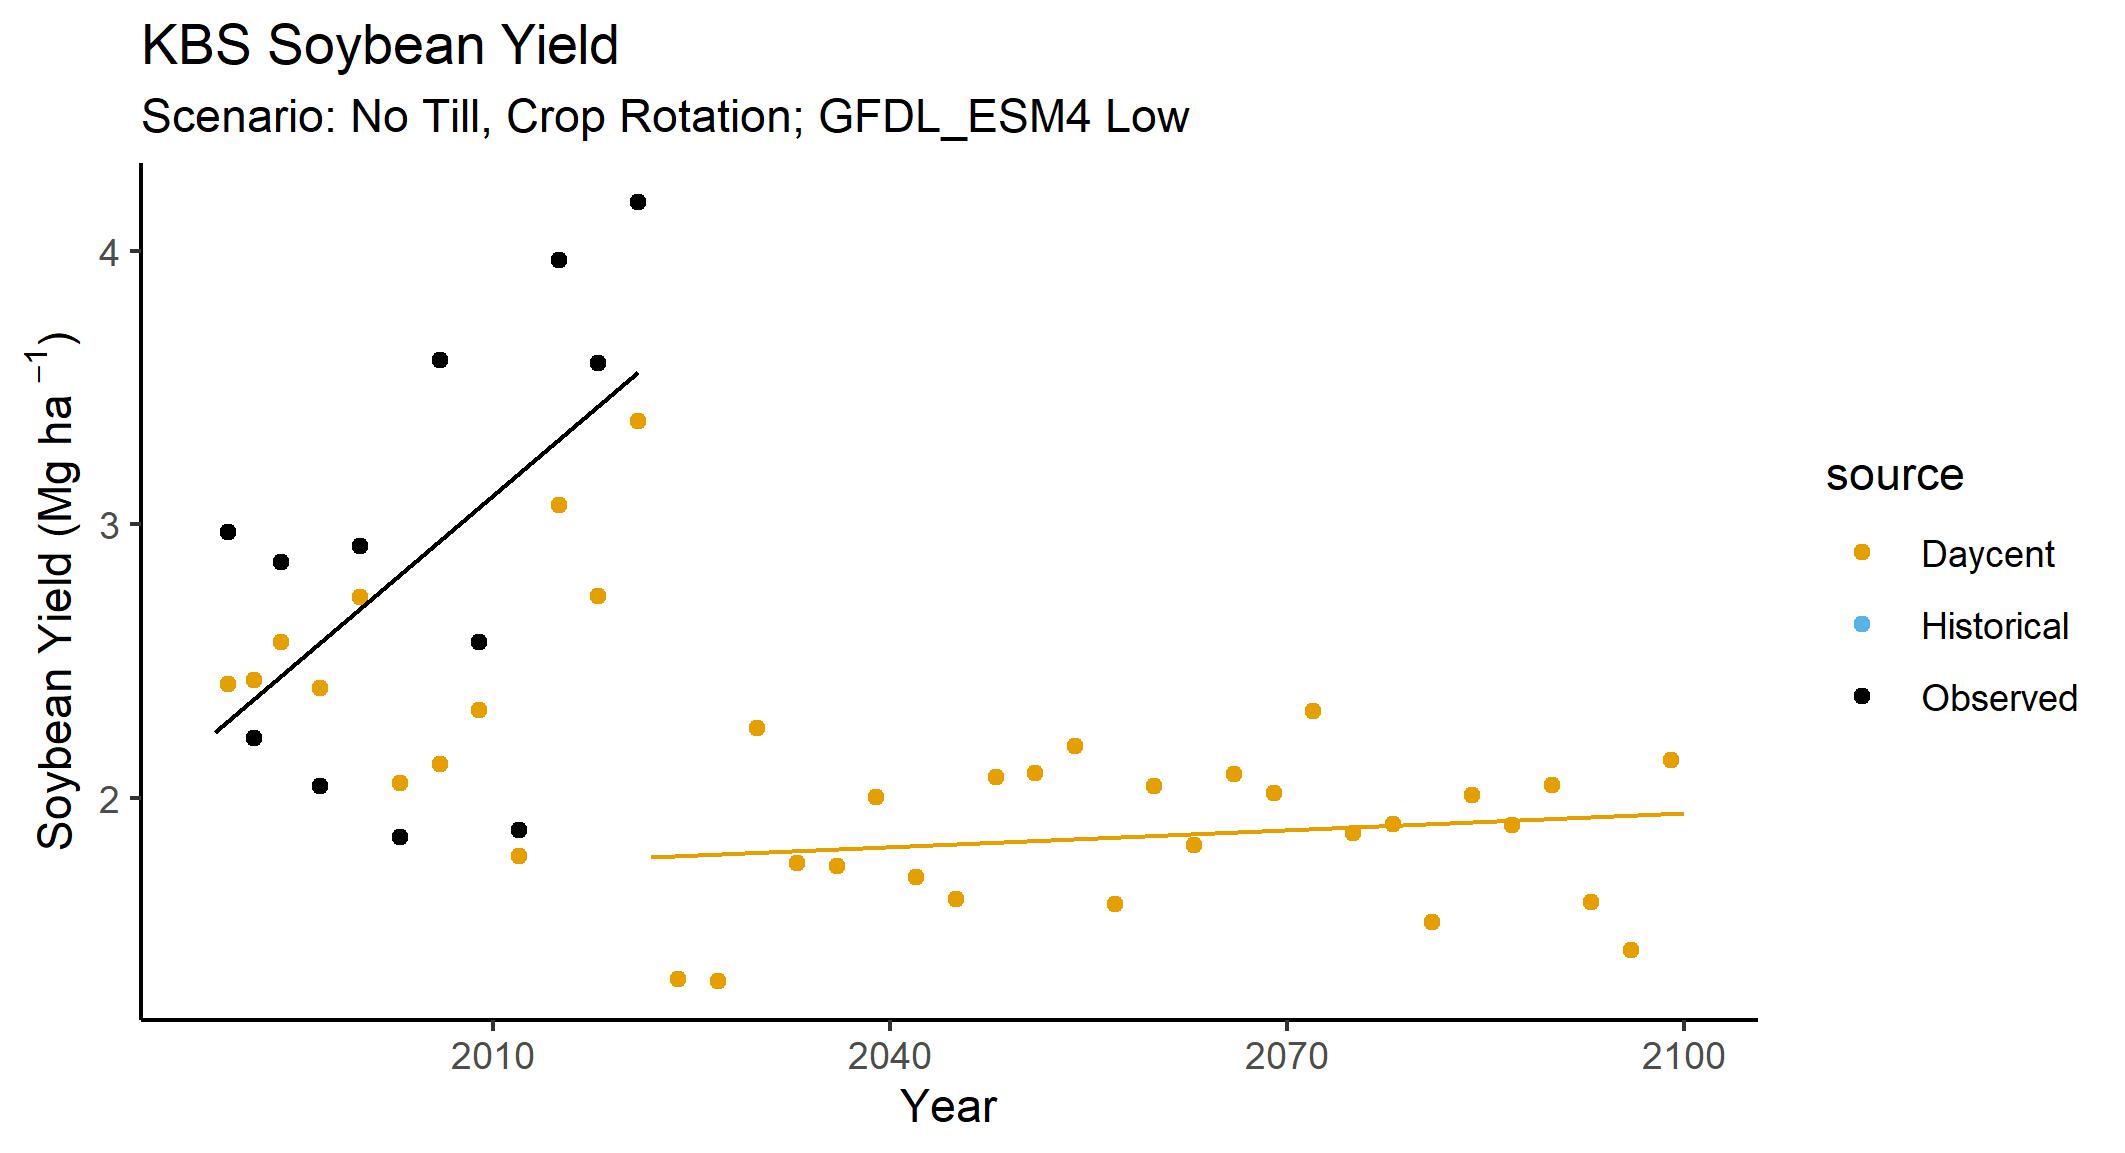 KBS Soybean Yield
Scenario: No Till, Crop Rotation; GFDL_ESM4 Low
Soybean Yield (Mg ha −1)
4
3
2
2010
2040
2070
2100
Year
source
Daycent
Historical
Observed